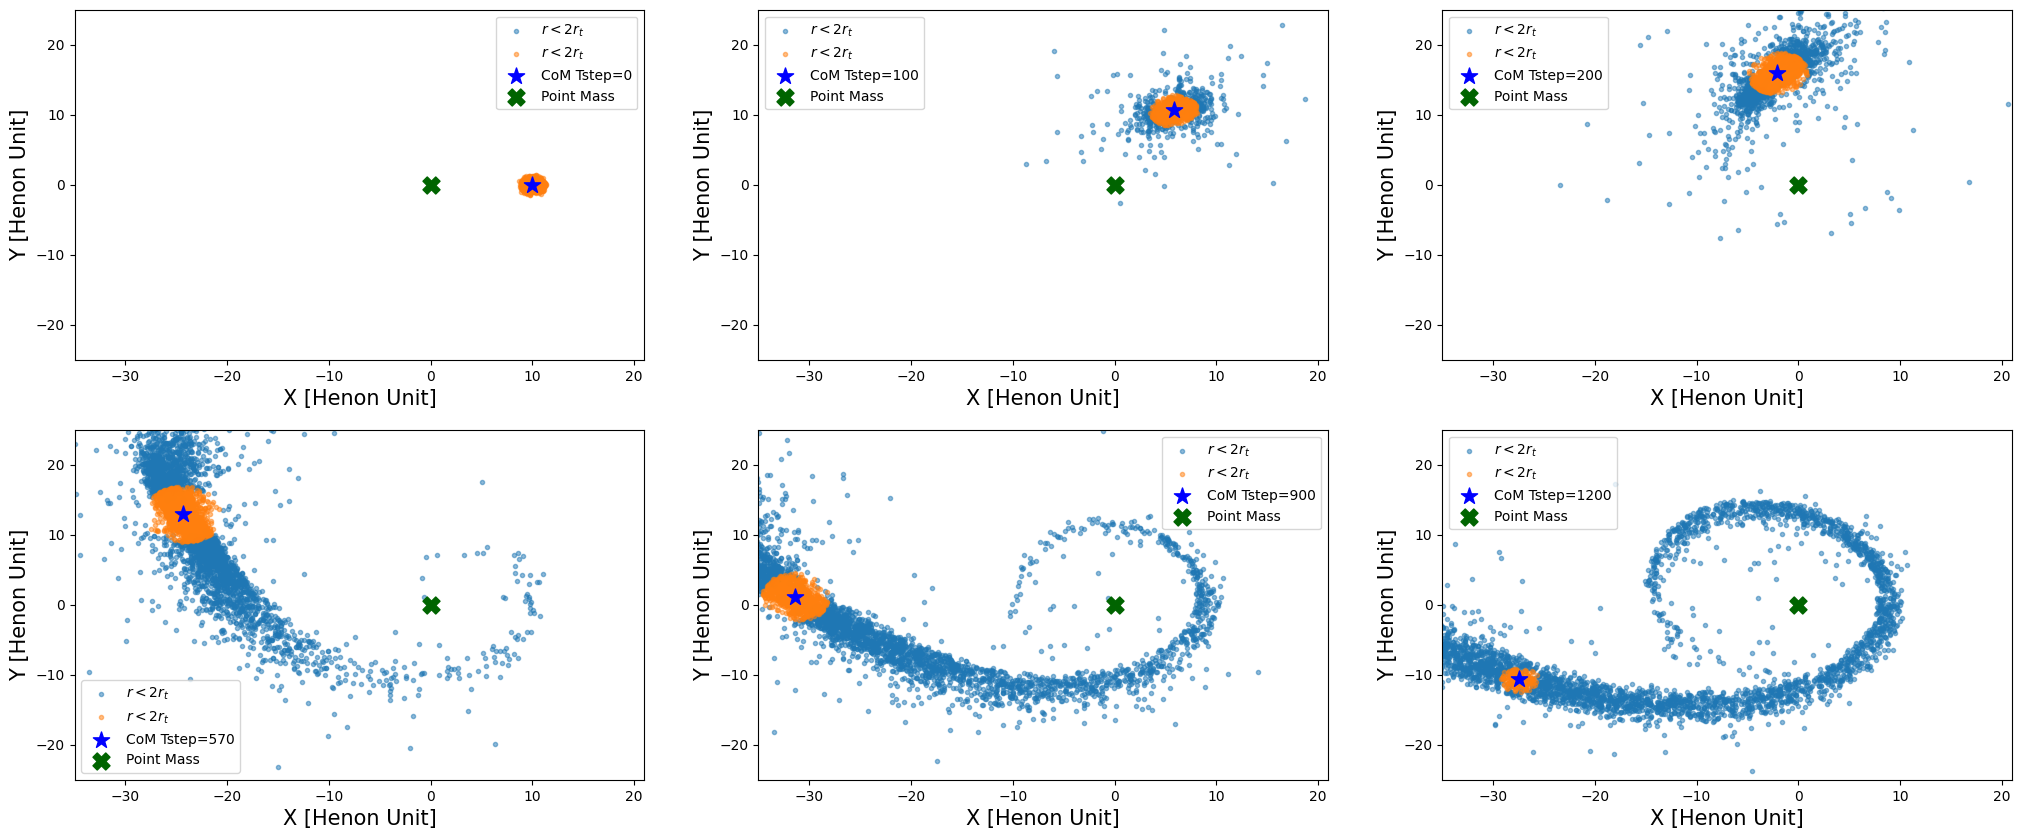 r < 2r_t
r < 2r_t
CoM Tstep=0
Point Mass
Y [Henon Unit]
20
10
0
−10
−20
−30
−20
−10
0
10
20
X [Henon Unit]
r < 2r_t
r < 2r_t
CoM Tstep=100
Point Mass
Y [Henon Unit]
20
10
0
−10
−20
−30
−20
−10
0
10
20
X [Henon Unit]
r < 2r_t
r < 2r_t
CoM Tstep=200
Point Mass
Y [Henon Unit]
20
10
0
−10
−20
−30
−20
−10
0
10
20
X [Henon Unit]
Y [Henon Unit]
20
10
0
−10
−20
r < 2r_t
r < 2r_t
CoM Tstep=570
Point Mass
−30
−20
−10
0
10
20
X [Henon Unit]
r < 2r_t
r < 2r_t
CoM Tstep=900
Point Mass
Y [Henon Unit]
20
10
0
−10
−20
−30
−20
−10
0
10
20
X [Henon Unit]
r < 2r_t
r < 2r_t
CoM Tstep=1200
Point Mass
Y [Henon Unit]
20
10
0
−10
−20
−30
−20
−10
0
10
20
X [Henon Unit]